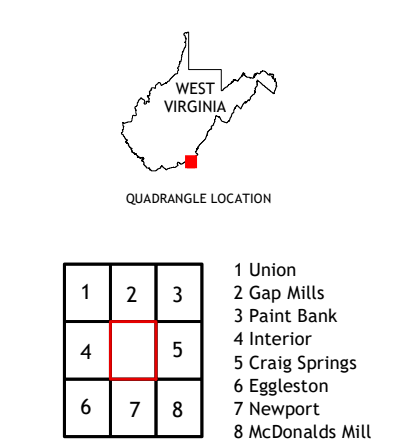 WEST
VIRGINIA
QUADRANGLE LOCATION
1 2 3
4 5
6 7 8
1 Union
2 Gap Mills
3 Paint Bank
4 Interior
5 Craig Springs
6 Eggleston
7 Newport
8 McDonalds Mill